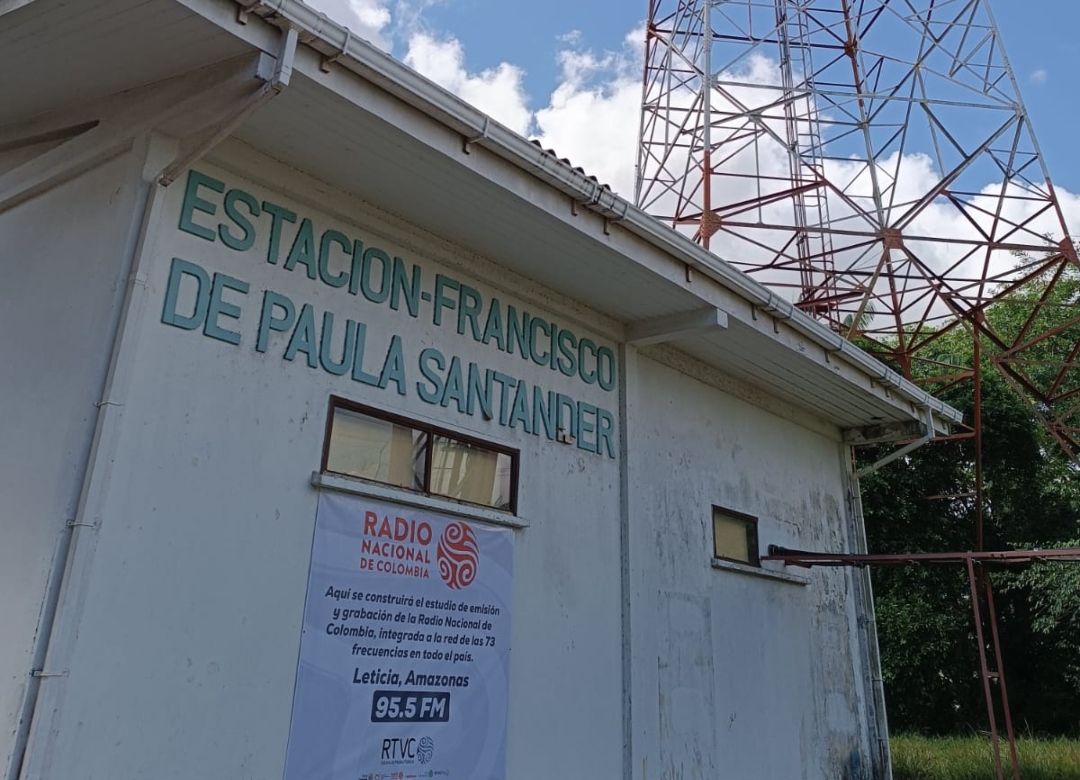 ESTACION-FRANCISCO
DE PAULA SANTANDER
RADIO
NACIONAL
DE COLOMBIA
Aquí se construirá el estudio de emisión
y grabación de la Radio Nacional de
Colombia, integrada a la red de las 73
frecuencias en todo el país.
Leticia, Amazonas
95.5 FM
RTVC